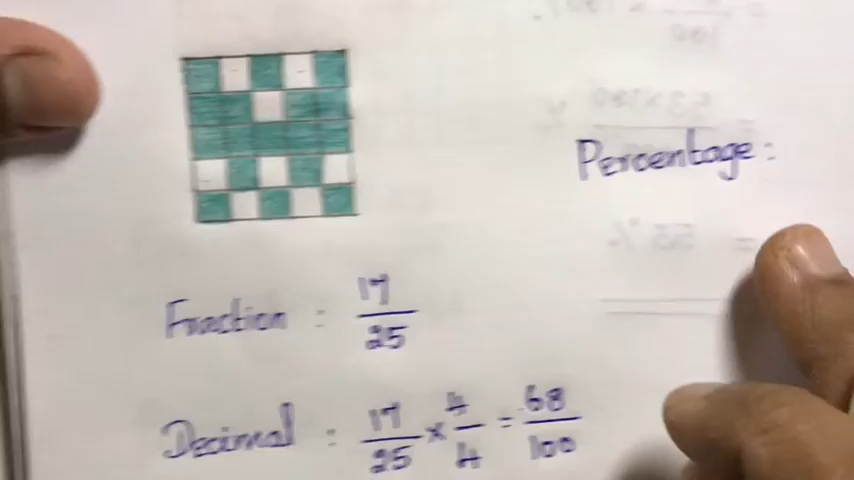 Percentage :
Fraction : 17/25
Decimal : 17/25 × 4/4 = 68/100